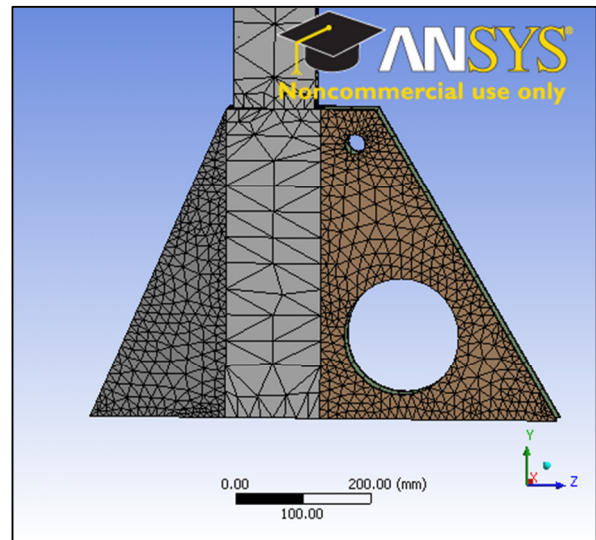 ANSYS
Noncommercial use only
0.00 200.00 (mm)
100.00
Y
X Z